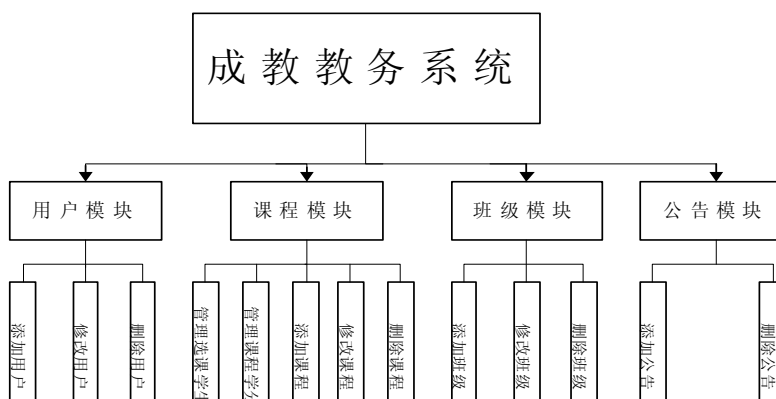 成教教务系统
用户模块
课程模块
班级模块
公告模块
添加用户
修改用户
删除用户
管理选课学生
管理课程学分
添加课程
修改课程
删除课程
添加班级
修改班级
删除班级
添加公告
删除公告